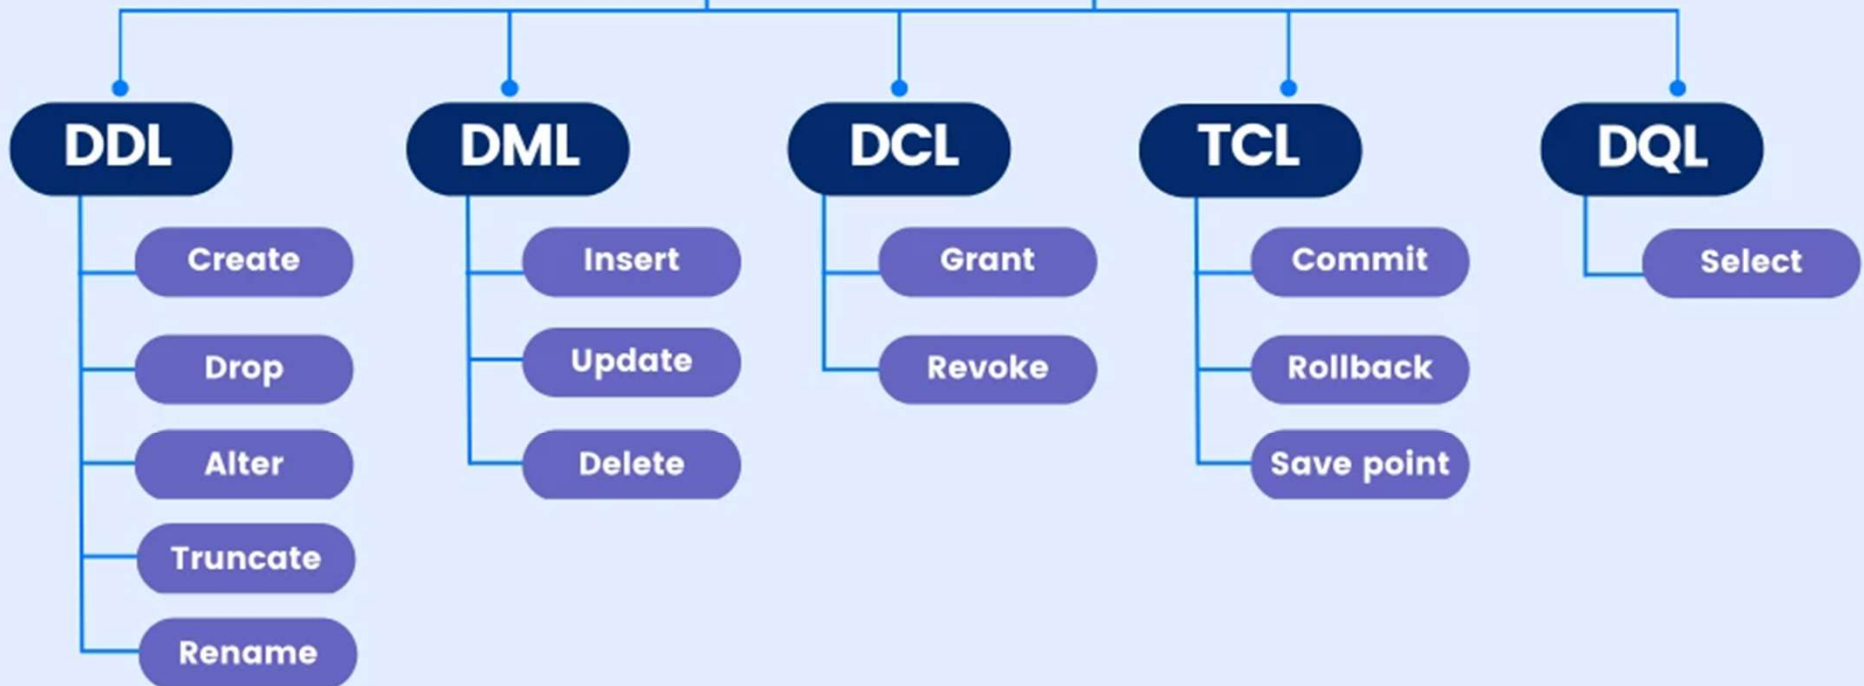 DDL
Create
Drop
Alter
Truncate
Rename
DML
Insert
Update
Delete
DCL
Grant
Revoke
TCL
Commit
Rollback
Save point
DQL
Select